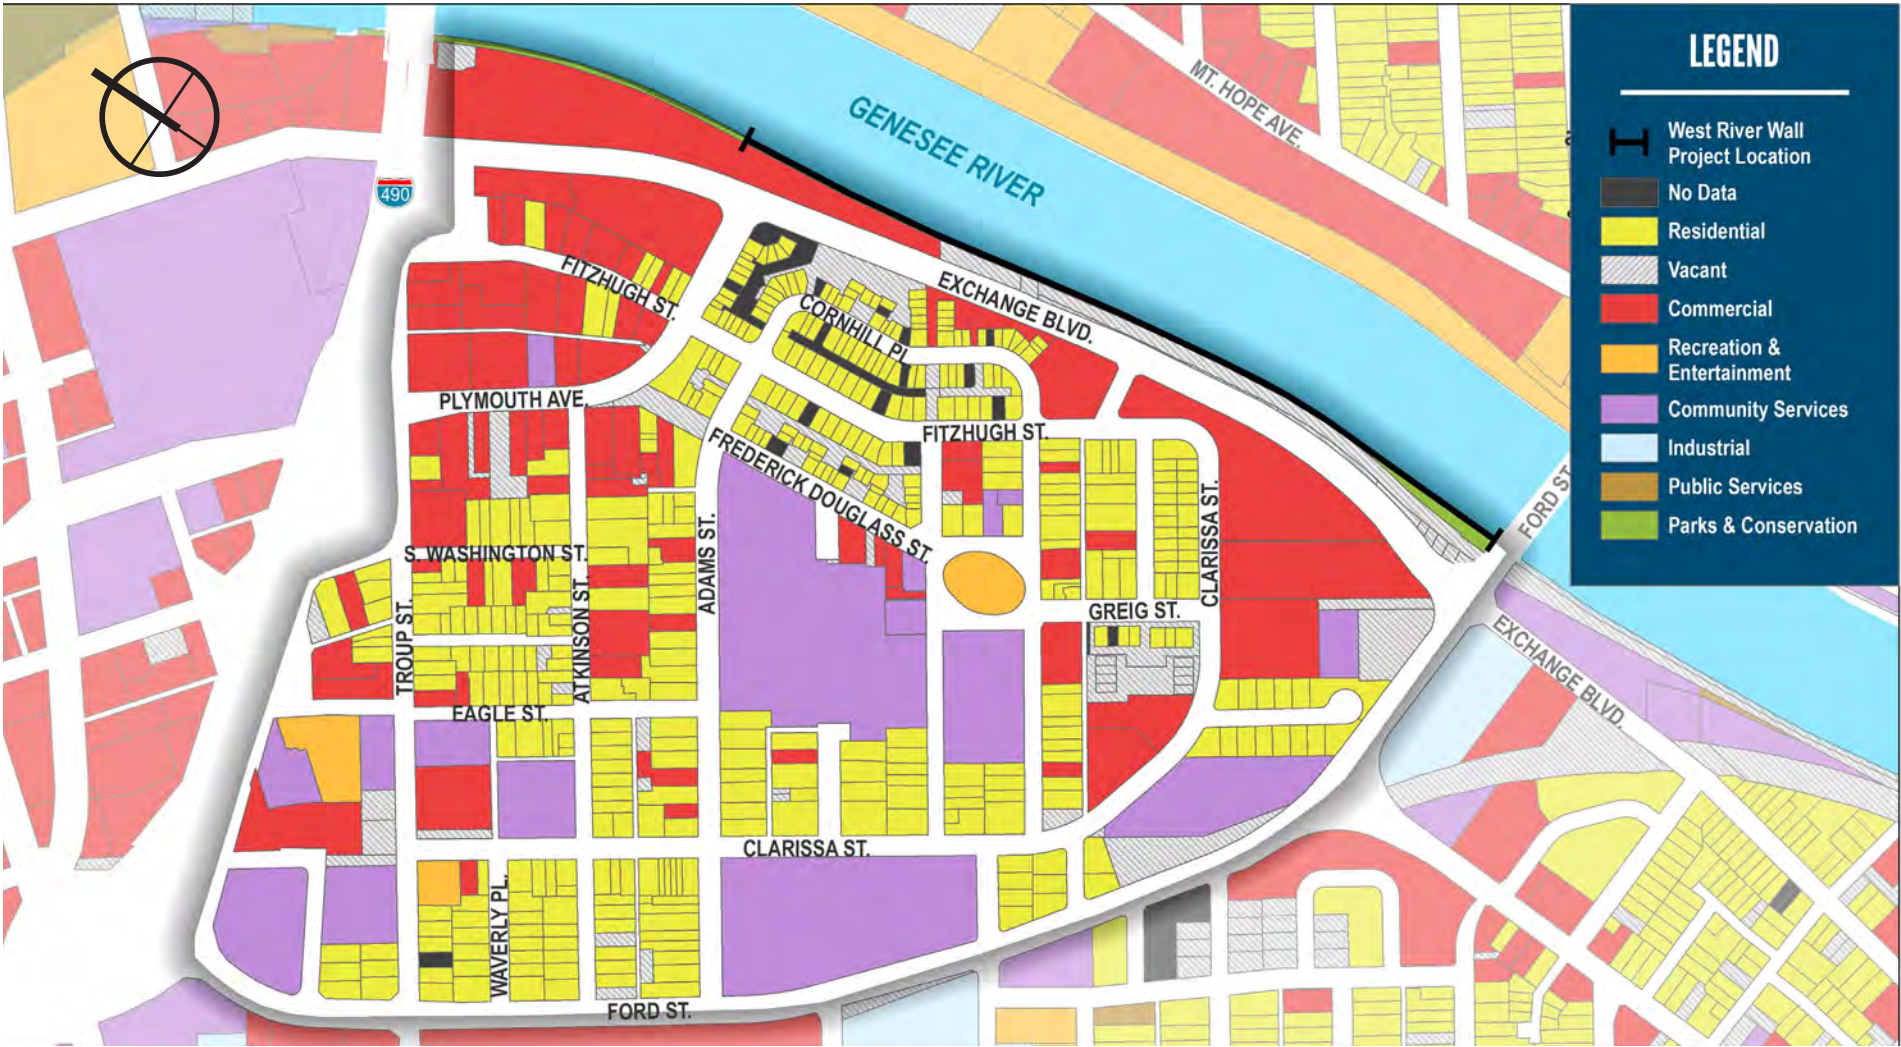 LEGEND
West River Wall
Project Location
No Data
Residential
Vacant
Commercial
Recreation &
Entertainment
Community Services
Industrial
Public Services
Parks & Conservation
MT. HOPE AVE.
GENESEE RIVER
490
FITZHUGH ST.
EXCHANGE BLVD.
CORNHILL PL.
PLYMOUTH AVE.
FITZHUGH ST.
FREDERICK DOUGLASS ST.
FORD ST.
CLARISSA ST.
S. WASHINGTON ST.
ADAMS ST.
ATKINSON ST.
TROUP ST.
GREIG ST.
EXCHANGE BLVD.
EAGLE ST.
CLARISSA ST.
WAVERLY PL.
FORD ST.